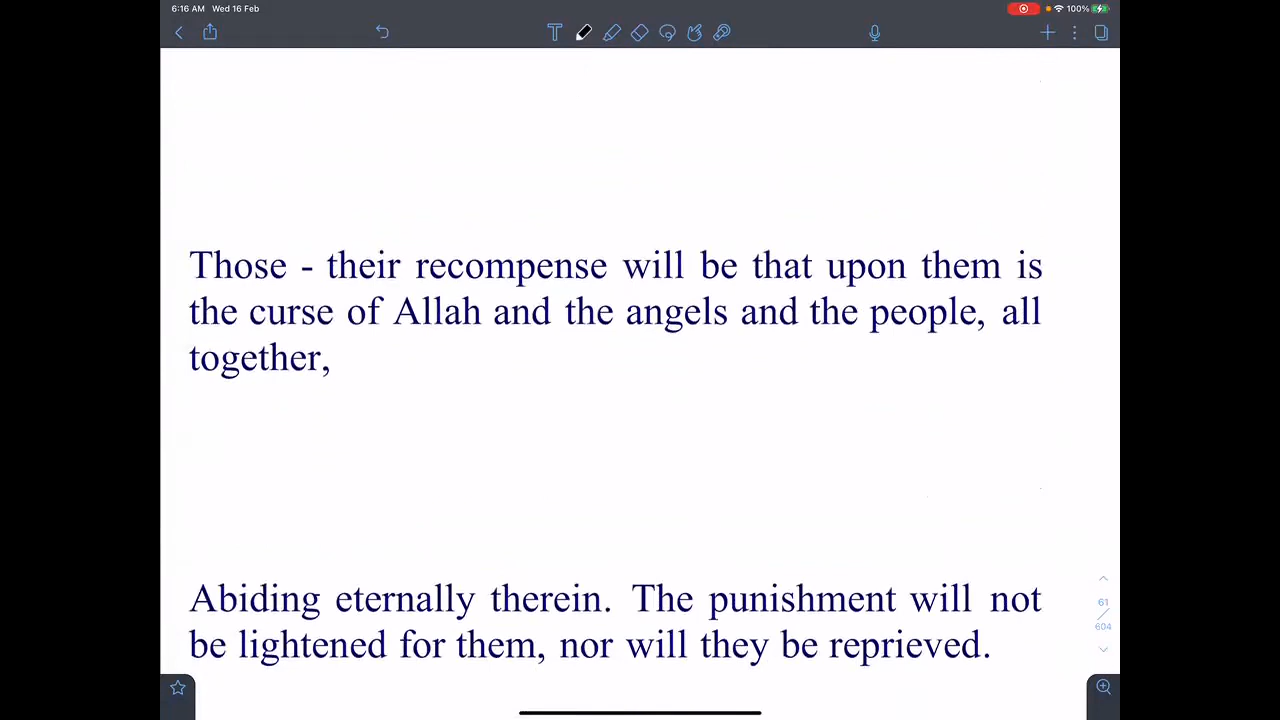 6:16 AM Wed 16 Feb
100%
Those - their recompense will be that upon them is
the curse of Allah and the angels and the people, all
together,
Abiding eternally therein. The punishment will not
be lightened for them, nor will they be reprieved.
61
604